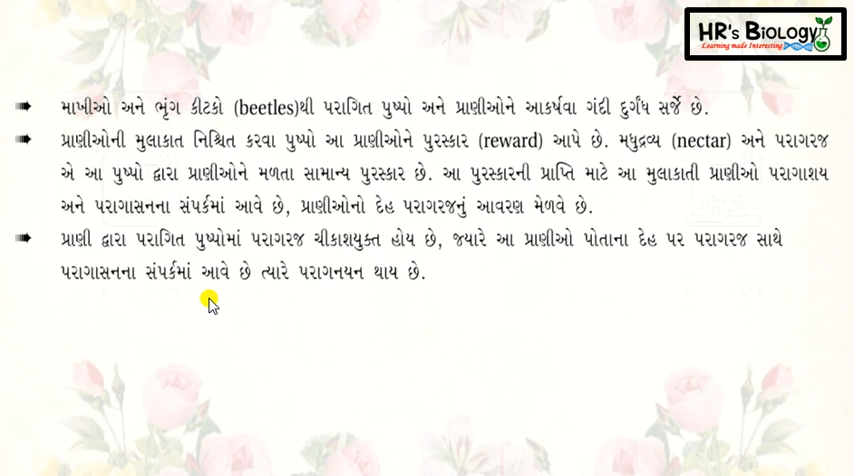 HR's Biology
Learning made Interesting
માખીઓ અને ભૃંગ કીટકો (beetles)થી પરાગિત પુષ્પો અને પ્રાણીઓને આકર્ષવા ગંદી દુર્ગંધ સર્જે છે.
પ્રાણીઓની મુલાકાત નિશ્ચિત કરવા પુષ્પો આ પ્રાણીઓને પુરસ્કાર (reward) આપે છે. મધુદ્રવ્ય (nectar) અને પરાગરજ
એ આ પુષ્પો દ્વારા પ્રાણીઓને મળતા સામાન્ય પુરસ્કાર છે. આ પુરસ્કારની પ્રાપ્તિ માટે આ મુલાકાતી પ્રાણીઓ પરાગાશય
અને પરાગાસનના સંપર્કમાં આવે છે, પ્રાણીઓનો દેહ પરાગરજનું આવરણ મેળવે છે.
પ્રાણી દ્વારા પરાગિત પુષ્પોમાં પરાગરજ ચીકાશયુક્ત હોય છે, જ્યારે આ પ્રાણીઓ પોતાના દેહ પર પરાગરજ સાથે
પરાગાસનના સંપર્કમાં આવે છે ત્યારે પરાગનયન થાય છે.